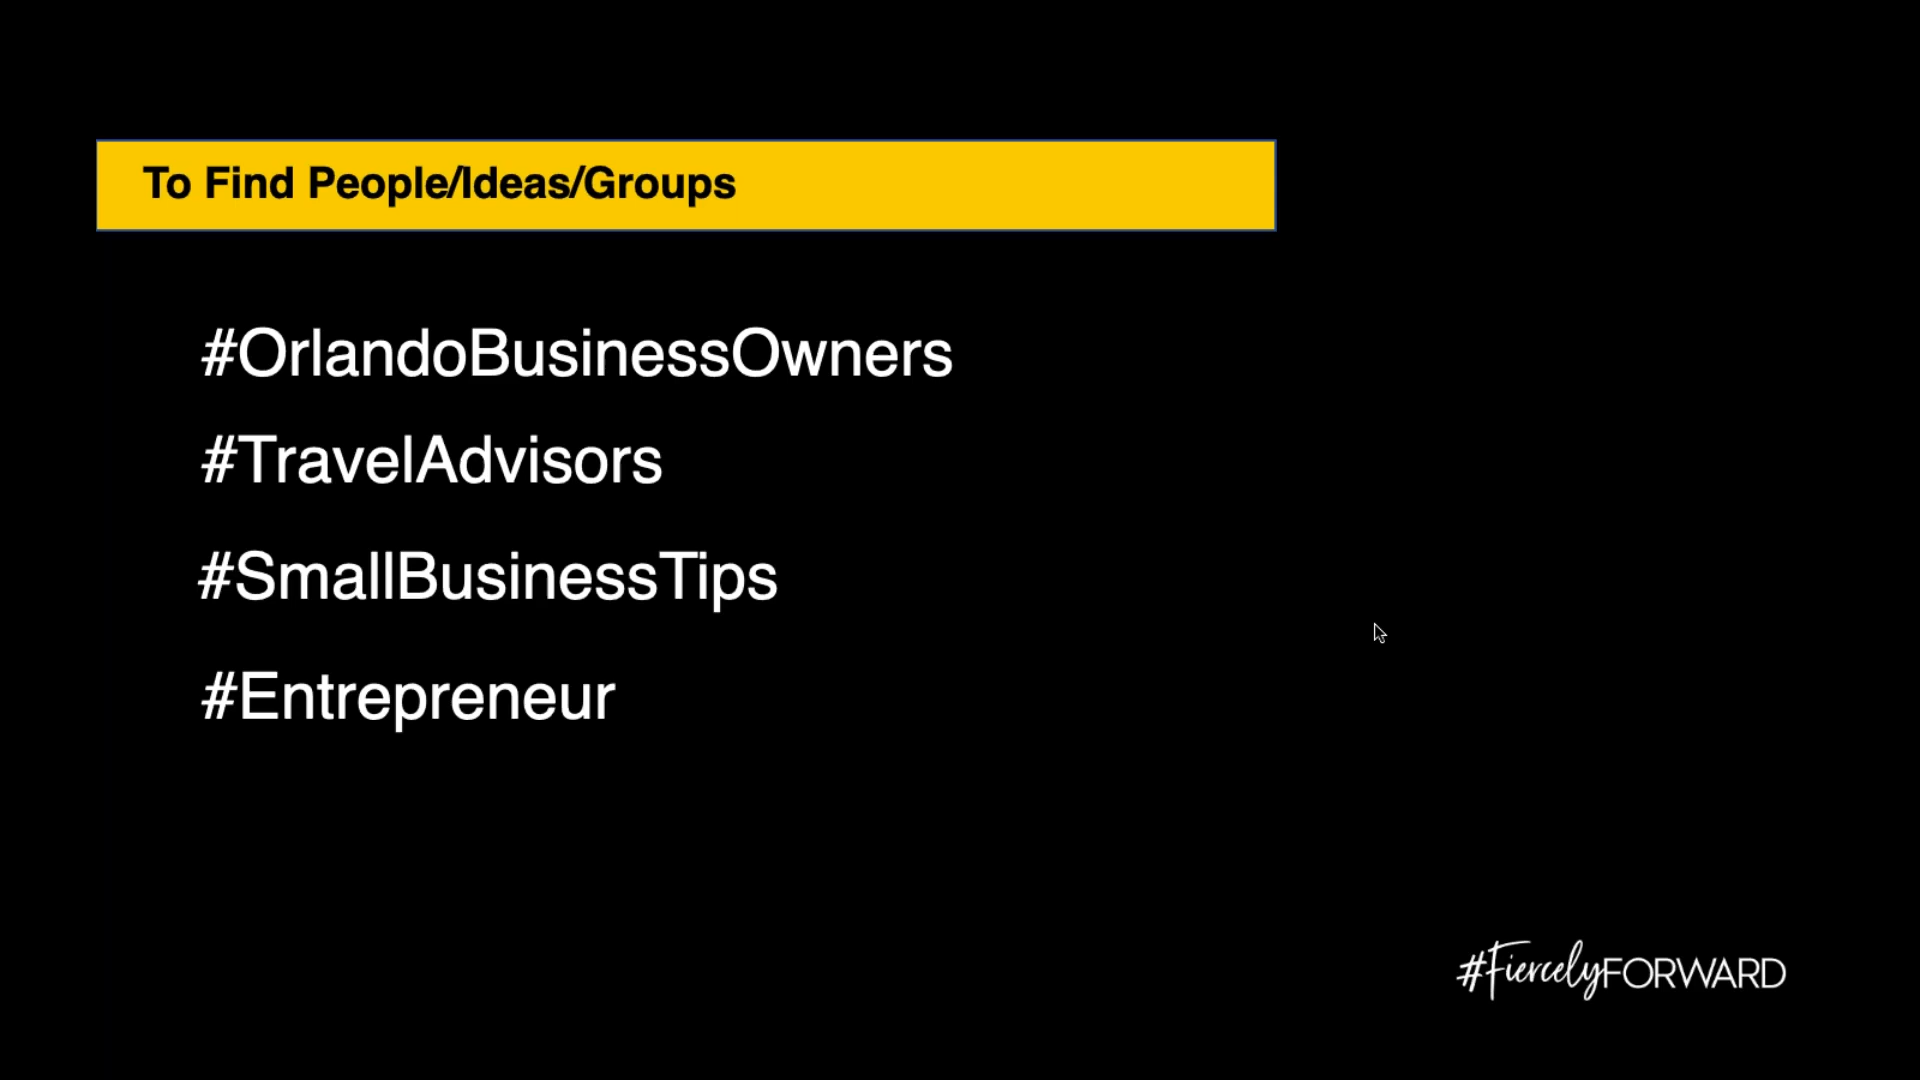 To Find People/Ideas/Groups
#OrlandoBusinessOwners
#TravelAdvisors
#SmallBusinessTips
#Entrepreneur
#FiercelyFORWARD